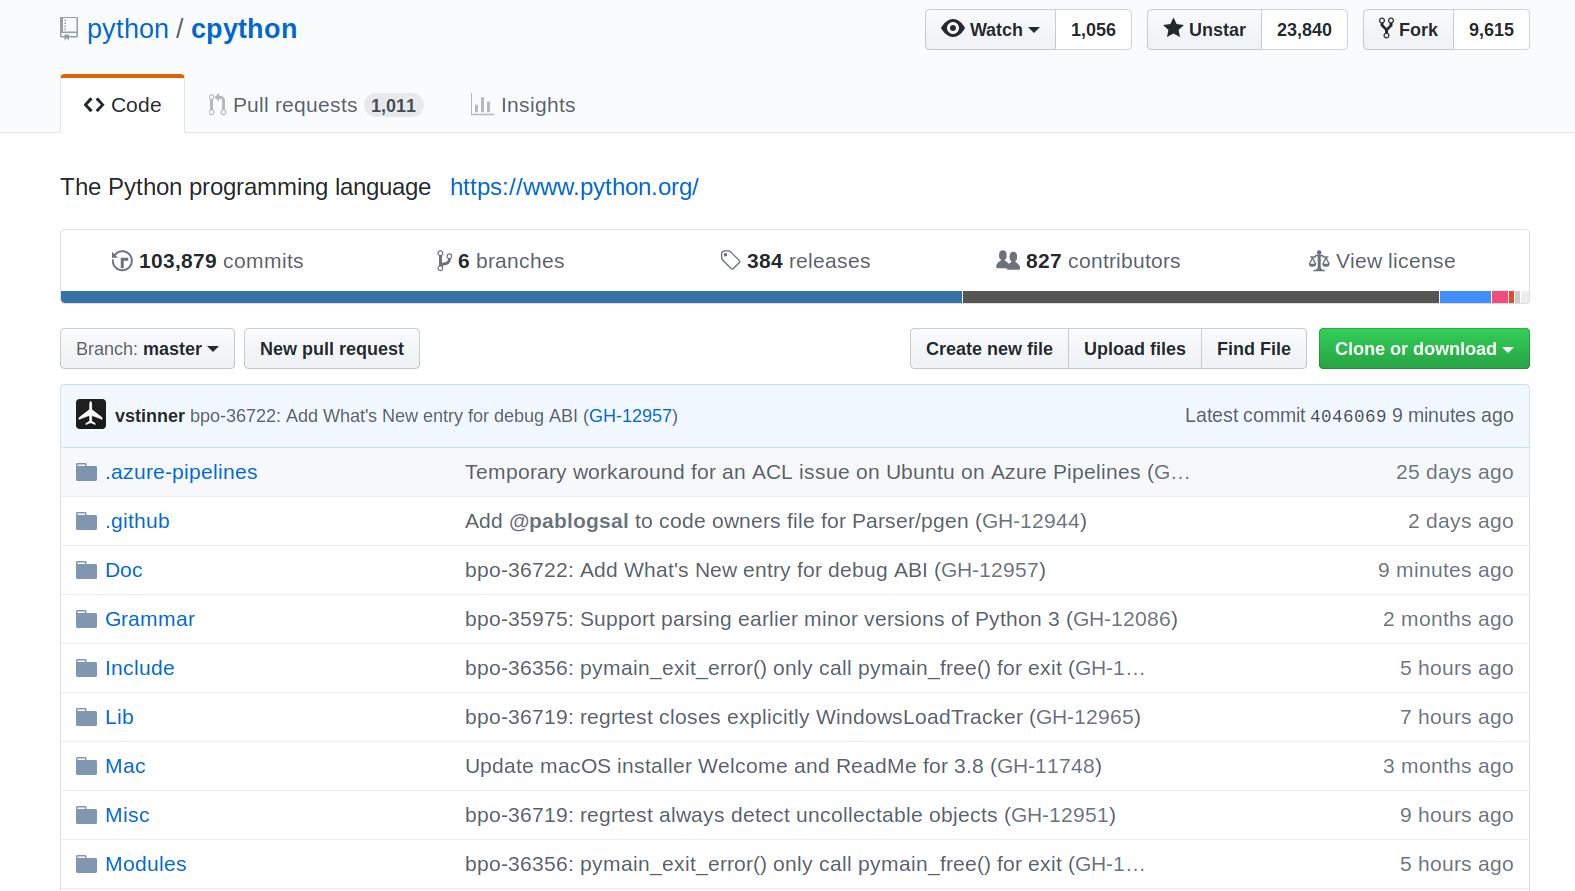 python / cpython
Watch 1,056 Unstar 23,840 Fork 9,615
Code Pull requests 1,011 Insights
The Python programming language https://www.python.org/
103,879 commits 6 branches 384 releases 827 contributors View license
Branch: master New pull request Create new file Upload files Find File Clone or download
vstinner bpo-36722: Add What's New entry for debug ABI (GH-12957) Latest commit 4046069 9 minutes ago
.azure-pipelines Temporary workaround for an ACL issue on Ubuntu on Azure Pipelines (G… 25 days ago
.github Add @pablogsal to code owners file for Parser/pgen (GH-12944) 2 days ago
Doc bpo-36722: Add What's New entry for debug ABI (GH-12957) 9 minutes ago
Grammar bpo-35975: Support parsing earlier minor versions of Python 3 (GH-12086) 2 months ago
Include bpo-36356: pymain_exit_error() only call pymain_free() for exit (GH-1… 5 hours ago
Lib bpo-36719: regrtest closes explicitly WindowsLoadTracker (GH-12965) 7 hours ago
Mac Update macOS installer Welcome and ReadMe for 3.8 (GH-11748) 3 months ago
Misc bpo-36719: regrtest always detect uncollectable objects (GH-12951) 9 hours ago
Modules bpo-36356: pymain_exit_error() only call pymain_free() for exit (GH-1… 5 hours ago